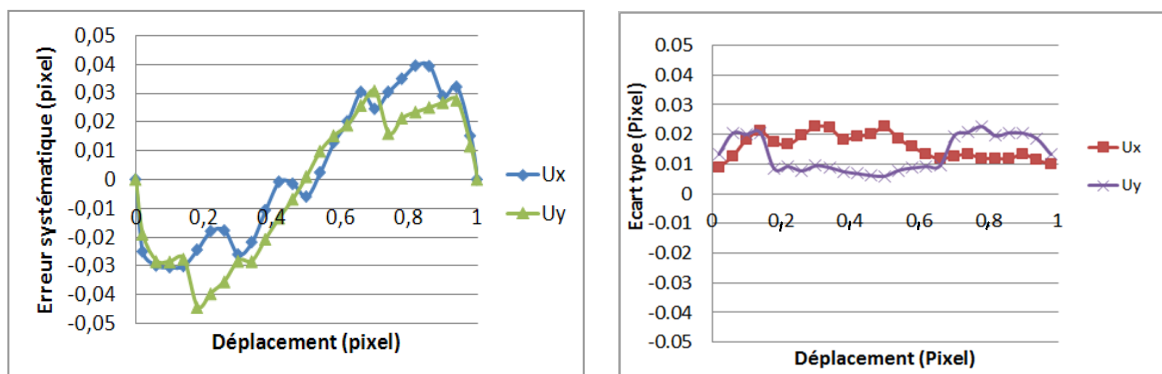 Erreur systématique (pixel)
0,05
0,04
0,03
0,02
0,01
0
-0,01
-0,02
-0,03
-0,04
-0,05
0 0,2 0,4 0,6 0,8 1
Déplacement (pixel)
Ux
Uy
Ecart type (Pixel)
0.05
0.04
0.03
0.02
0.01
0
-0.01
-0.02
-0.03
-0.04
-0.05
0 0,2 0,4 0,6 0,8 1
Déplacement (Pixel)
Ux
Uy